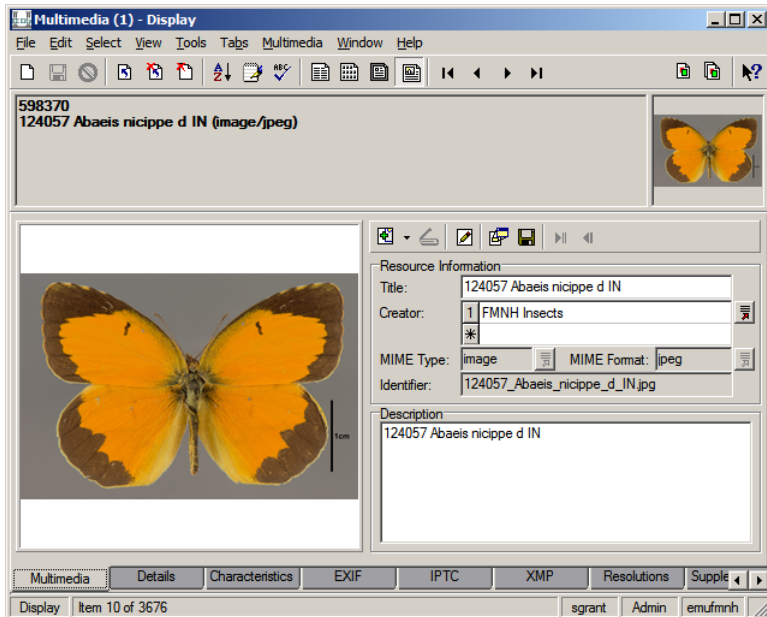 Multimedia (1) - Display
File Edit Select View Tools Tabs Multimedia Window Help
598370
124057 Abaeis nicippe d IN (image/jpeg)
Resource Information
Title: 124057 Abaeis nicippe d IN
Creator: 1 FMNH Insects
MIME Type: image MIME Format: jpeg
Identifier: 124057_Abaeis_nicippe_d_IN.jpg
Description
124057 Abaeis nicippe d IN
1cm
Multimedia Details Characteristics EXIF IPTC XMP Resolutions Supple
Display Item 10 of 3676 sgrant Admin emufmnh